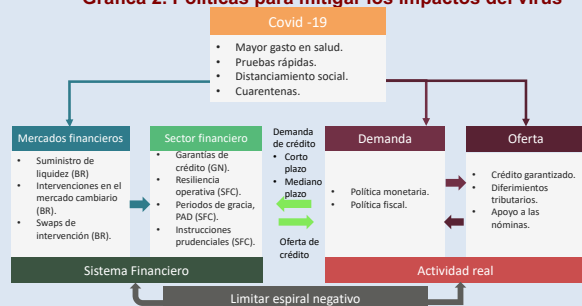 Gráfica 2. Políticas para mitigar los impactos del virus
Covid -19
• Mayor gasto en salud.
• Pruebas rápidas.
• Distanciamiento social.
• Cuarentenas.
Mercados financieros
• Suministro de
liquidez (BR)
• Intervenciones en el
mercado cambiario
(BR).
• Swaps de
intervención (BR).
Sector financiero
• Garantías de
crédito (GN).
• Resiliencia
operativa (SFC).
• Periodos de gracia,
PAD (SFC).
• Instrucciones
prudenciales (SFC).
Sistema Financiero
Demanda
de crédito
• Corto
plazo
• Mediano
plazo
Oferta de
crédito
Demanda
• Política monetaria.
• Política fiscal.
Oferta
• Crédito garantizado.
• Diferimientos
tributarios.
• Apoyo a las
nóminas.
Actividad real
Limitar espiral negativo